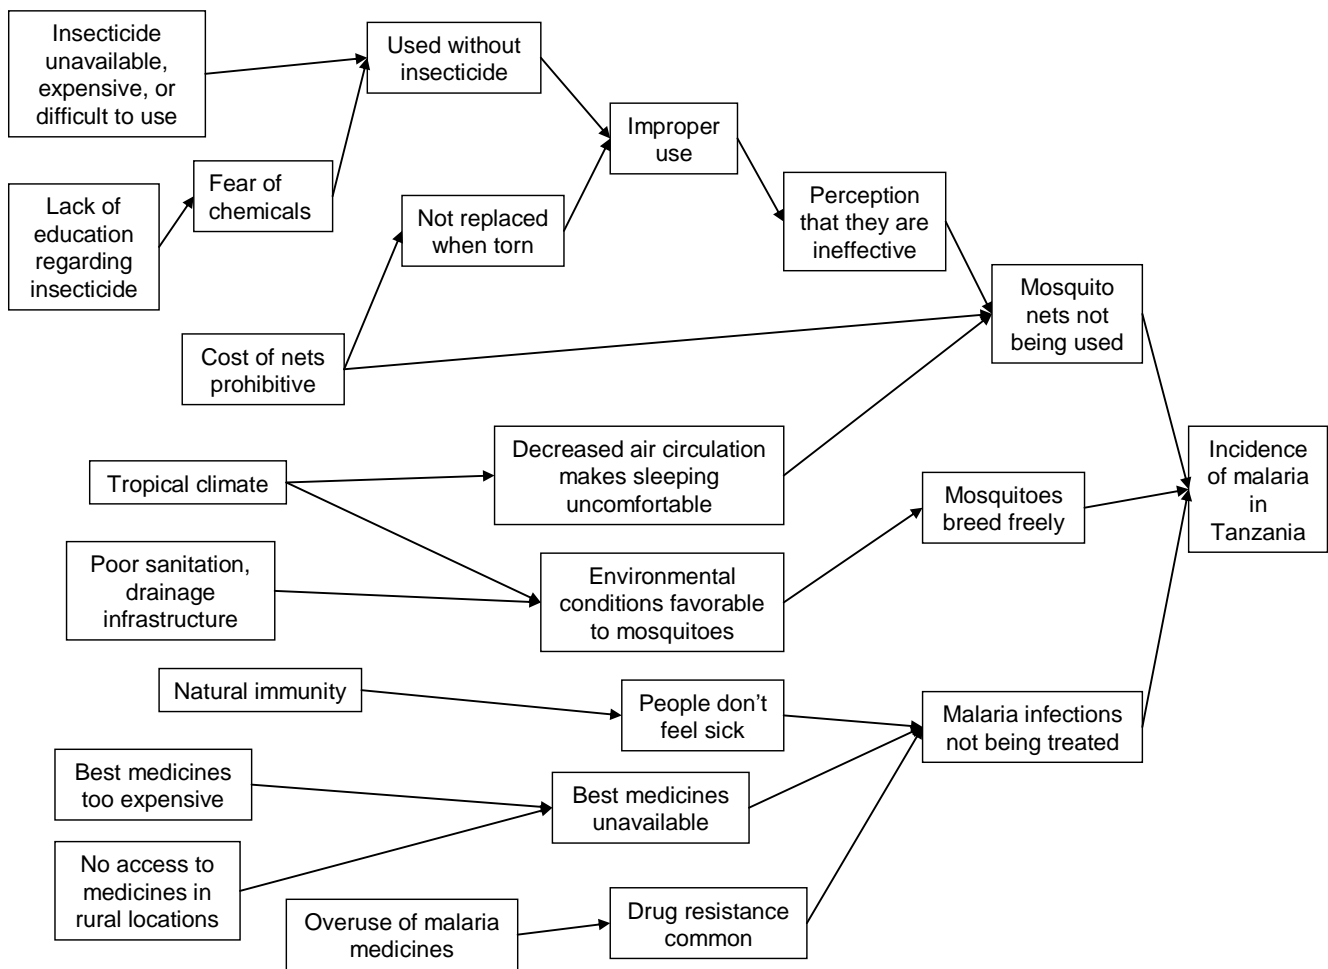 Insecticide
unavailable,
expensive, or
difficult to use
Used without
insecticide
Improper
use
Lack of
education
regarding
insecticide
Fear of
chemicals
Not replaced
when torn
Perception
that they are
ineffective
Mosquito
nets not
being used
Cost of nets
prohibitive
Tropical climate
Decreased air circulation
makes sleeping
uncomfortable
Mosquitoes
breed freely
Incidence
of malaria
in
Tanzania
Poor sanitation,
drainage
infrastructure
Environmental
conditions favorable
to mosquitoes
Natural immunity
People don’t
feel sick
Malaria infections
not being treated
Best medicines
too expensive
Best medicines
unavailable
No access to
medicines in
rural locations
Overuse of malaria
medicines
Drug resistance
common